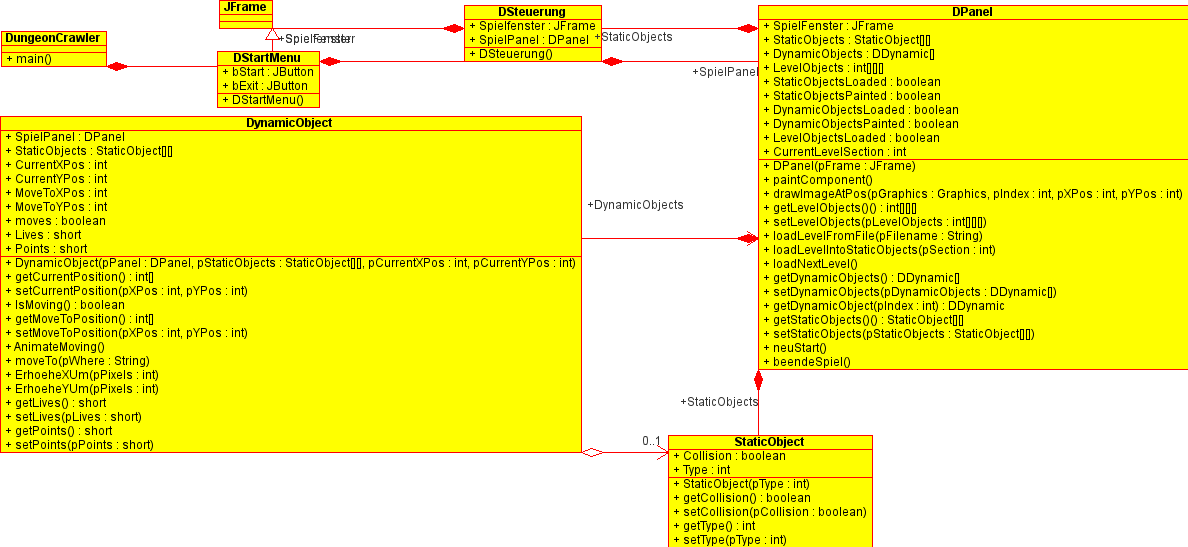 JFrame
DungeonCrawler
+ main()
DStartMenu
+ bStart : JButton
+ bExit : JButton
+ DStartMenu()
DSteuerung
+ Spielfenster : JFrame
+ SpielPanel : DPanel
+ DSteuerung()
+StaticObjects
+SpielPanel
DPanel
+ SpielFenster : JFrame
+ StaticObjects : StaticObject[][]
+ DynamicObjects : DDynamic[]
+ LevelObjects : int[][][]
+ StaticObjectsLoaded : boolean
+ StaticObjectsPainted : boolean
+ DynamicObjectsLoaded : boolean
+ DynamicObjectsPainted : boolean
+ LevelObjectsLoaded : boolean
+ CurrentLevelSection : int
+ DPanel(pFrame : JFrame)
+ paintComponent()
+ drawImageAtPos(pGraphics : Graphics, pIndex : int, pXPos : int, pYPos : int)
+ getLevelObjects()() : int[][][]
+ setLevelObjects(pLevelObjects : int[][][])
+ loadLevelFromFile(pFilename : String)
+ loadLevelIntoStaticObjects(pSection : int)
+ loadNextLevel()
+ getDynamicObjects() : DDynamic[]
+ setDynamicObjects(pDynamicObjects : DDynamic[])
+ getDynamicObject(pIndex : int) : DDynamic
+ getStaticObjects()() : StaticObject[][]
+ setStaticObjects(pStaticObjects : StaticObject[][])
+ neuStart()
+ beendeSpiel()
DynamicObject
+ SpielPanel : DPanel
+ StaticObjects : StaticObject[][]
+ CurrentXPos : int
+ CurrentYPos : int
+ MoveToXPos : int
+ MoveToYPos : int
+ moves : boolean
+ Lives : short
+ Points : short
+ DynamicObject(pPanel : DPanel, pStaticObjects : StaticObject[][], pCurrentXPos : int, pCurrentYPos : int)
+ getCurrentPosition() : int[]
+ setCurrentPosition(pXPos : int, pYPos : int)
+ IsMoving() : boolean
+ getMoveToPosition() : int[]
+ setMoveToPosition(pXPos : int, pYPos : int)
+ AnimateMoving()
+ moveTo(pWhere : String)
+ ErhoeheXUm(pPixels : int)
+ ErhoeheYUm(pPixels : int)
+ getLives() : short
+ setLives(pLives : short)
+ getPoints() : short
+ setPoints(pPoints : short)
+DynamicObjects
+StaticObjects
0..1
StaticObject
+ Collision : boolean
+ Type : int
+ StaticObject(pType : int)
+ getCollision() : boolean
+ setCollision(pCollision : boolean)
+ getType() : int
+ setType(pType : int)